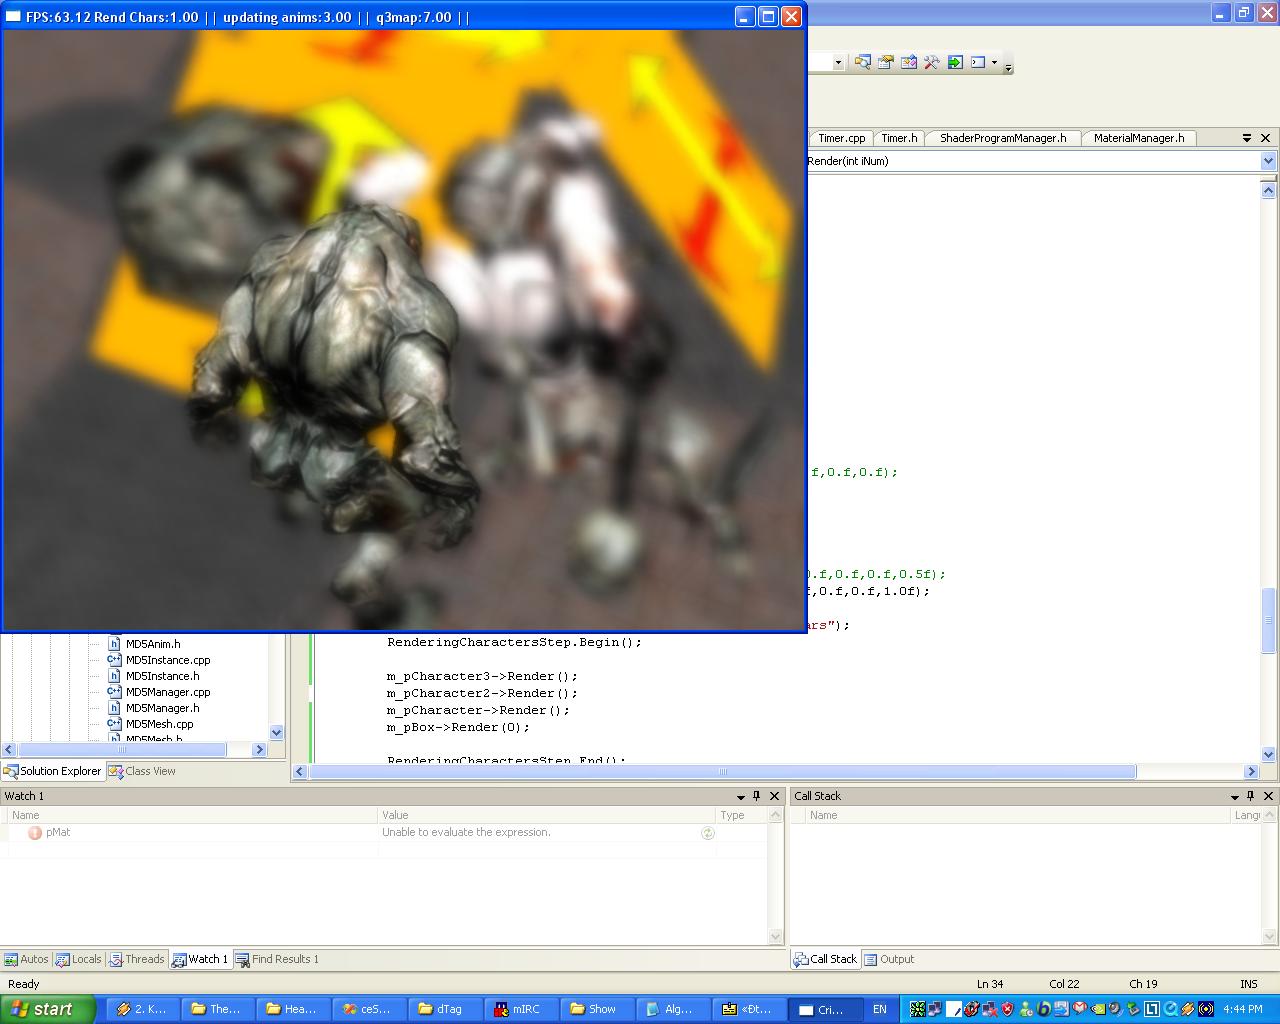 FPS:63.12 Rend Chars:1.00 || updating anims:3.00 || q3map:7.00 ||
Timer.cpp
Timer.h
ShaderProgramManager.h
MaterialManager.h
Render(int iNum)
f,0.f,0.f);
0.f,0.f,0.f,0.5f);
f,0.f,0.f,1.0f);
ars");
RenderingCharactersStep.Begin();
m_pCharacter3->Render();
m_pCharacter2->Render();
m_pCharacter->Render();
m_pBox->Render(0);
RenderingCharactersStep.End();
MD5Anim.h
MD5Instance.cpp
MD5Instance.h
MD5Manager.cpp
MD5Manager.h
MD5Mesh.cpp
MD5Mesh.h
Solution Explorer
Class View
Watch 1
Name Value Type
pMat Unable to evaluate the expression.
Call Stack
Name Langu
Autos Locals Threads Watch 1 Find Results 1
Call Stack Output
Ready Ln 34 Col 22 Ch 19 INS
start 2. K... The... Hea... ce5... dTag mIRC Show Alg... «Ðt... Cri... EN 4:44 PM